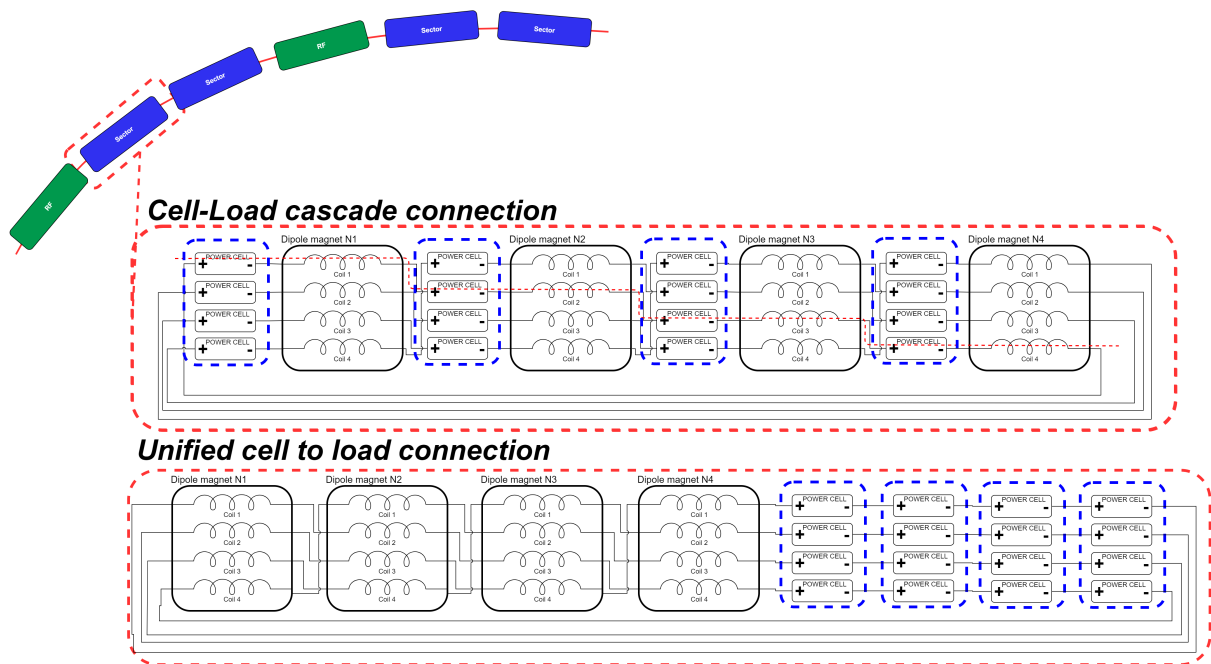 Sector
Sector
RF
Sector
Sector
RF
Cell-Load cascade connection
Dipole magnet N1
Dipole magnet N2
Dipole magnet N3
Dipole magnet N4
POWER CELL
+ -
Coil 1
POWER CELL
+ -
Coil 1
POWER CELL
+ -
Coil 1
POWER CELL
+ -
Coil 1
POWER CELL
+ -
Coil 2
POWER CELL
+ -
Coil 2
POWER CELL
+ -
Coil 2
POWER CELL
+ -
Coil 2
POWER CELL
+ -
Coil 3
POWER CELL
+ -
Coil 3
POWER CELL
+ -
Coil 3
POWER CELL
+ -
Coil 3
POWER CELL
+ -
Coil 4
POWER CELL
+ -
Coil 4
POWER CELL
+ -
Coil 4
POWER CELL
+ -
Coil 4
Unified cell to load connection
Dipole magnet N1
Dipole magnet N2
Dipole magnet N3
Dipole magnet N4
Coil 1
Coil 1
Coil 1
Coil 1
POWER CELL
+ -
POWER CELL
+ -
POWER CELL
+ -
POWER CELL
+ -
Coil 2
Coil 2
Coil 2
Coil 2
POWER CELL
+ -
POWER CELL
+ -
POWER CELL
+ -
POWER CELL
+ -
Coil 3
Coil 3
Coil 3
Coil 3
POWER CELL
+ -
POWER CELL
+ -
POWER CELL
+ -
POWER CELL
+ -
Coil 4
Coil 4
Coil 4
Coil 4
POWER CELL
+ -
POWER CELL
+ -
POWER CELL
+ -
POWER CELL
+ -